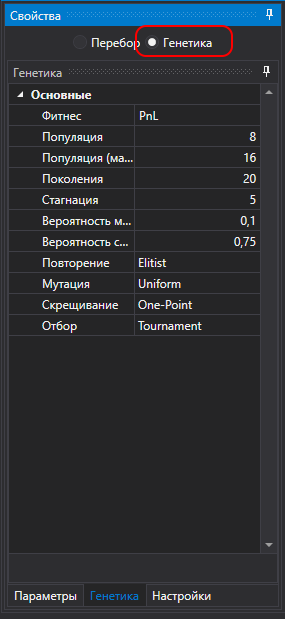 Свойства
Перебор Генетика
Генетика
Основные
Фитнес PnL
Популяция 8
Популяция (ма... 16
Поколения 20
Стагнация 5
Вероятность м... 0,1
Вероятность с... 0,75
Повторение Elitist
Мутация Uniform
Скрещивание One-Point
Отбор Tournament
Параметры Генетика Настройки